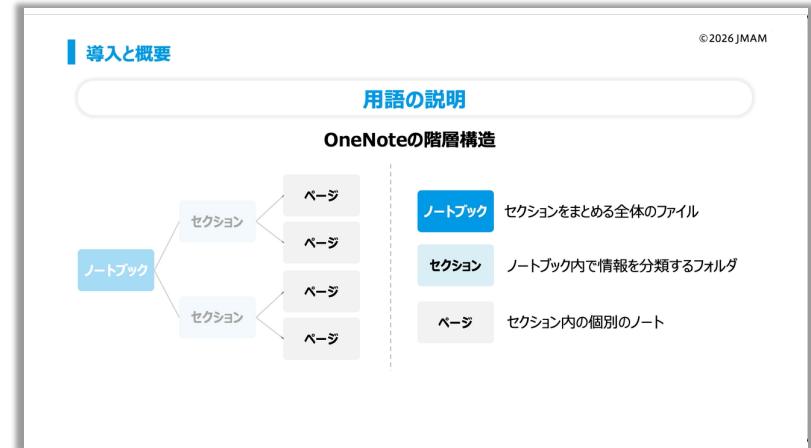 ©2026 JMAM
導入と概要
用語の説明
OneNoteの階層構造
ノートブック
セクション
セクション
ページ
ページ
ページ
ページ
ノートブック セクションをまとめる全体のファイル
セクション ノートブック内で情報を分類するフォルダ
ページ セクション内の個別のノート